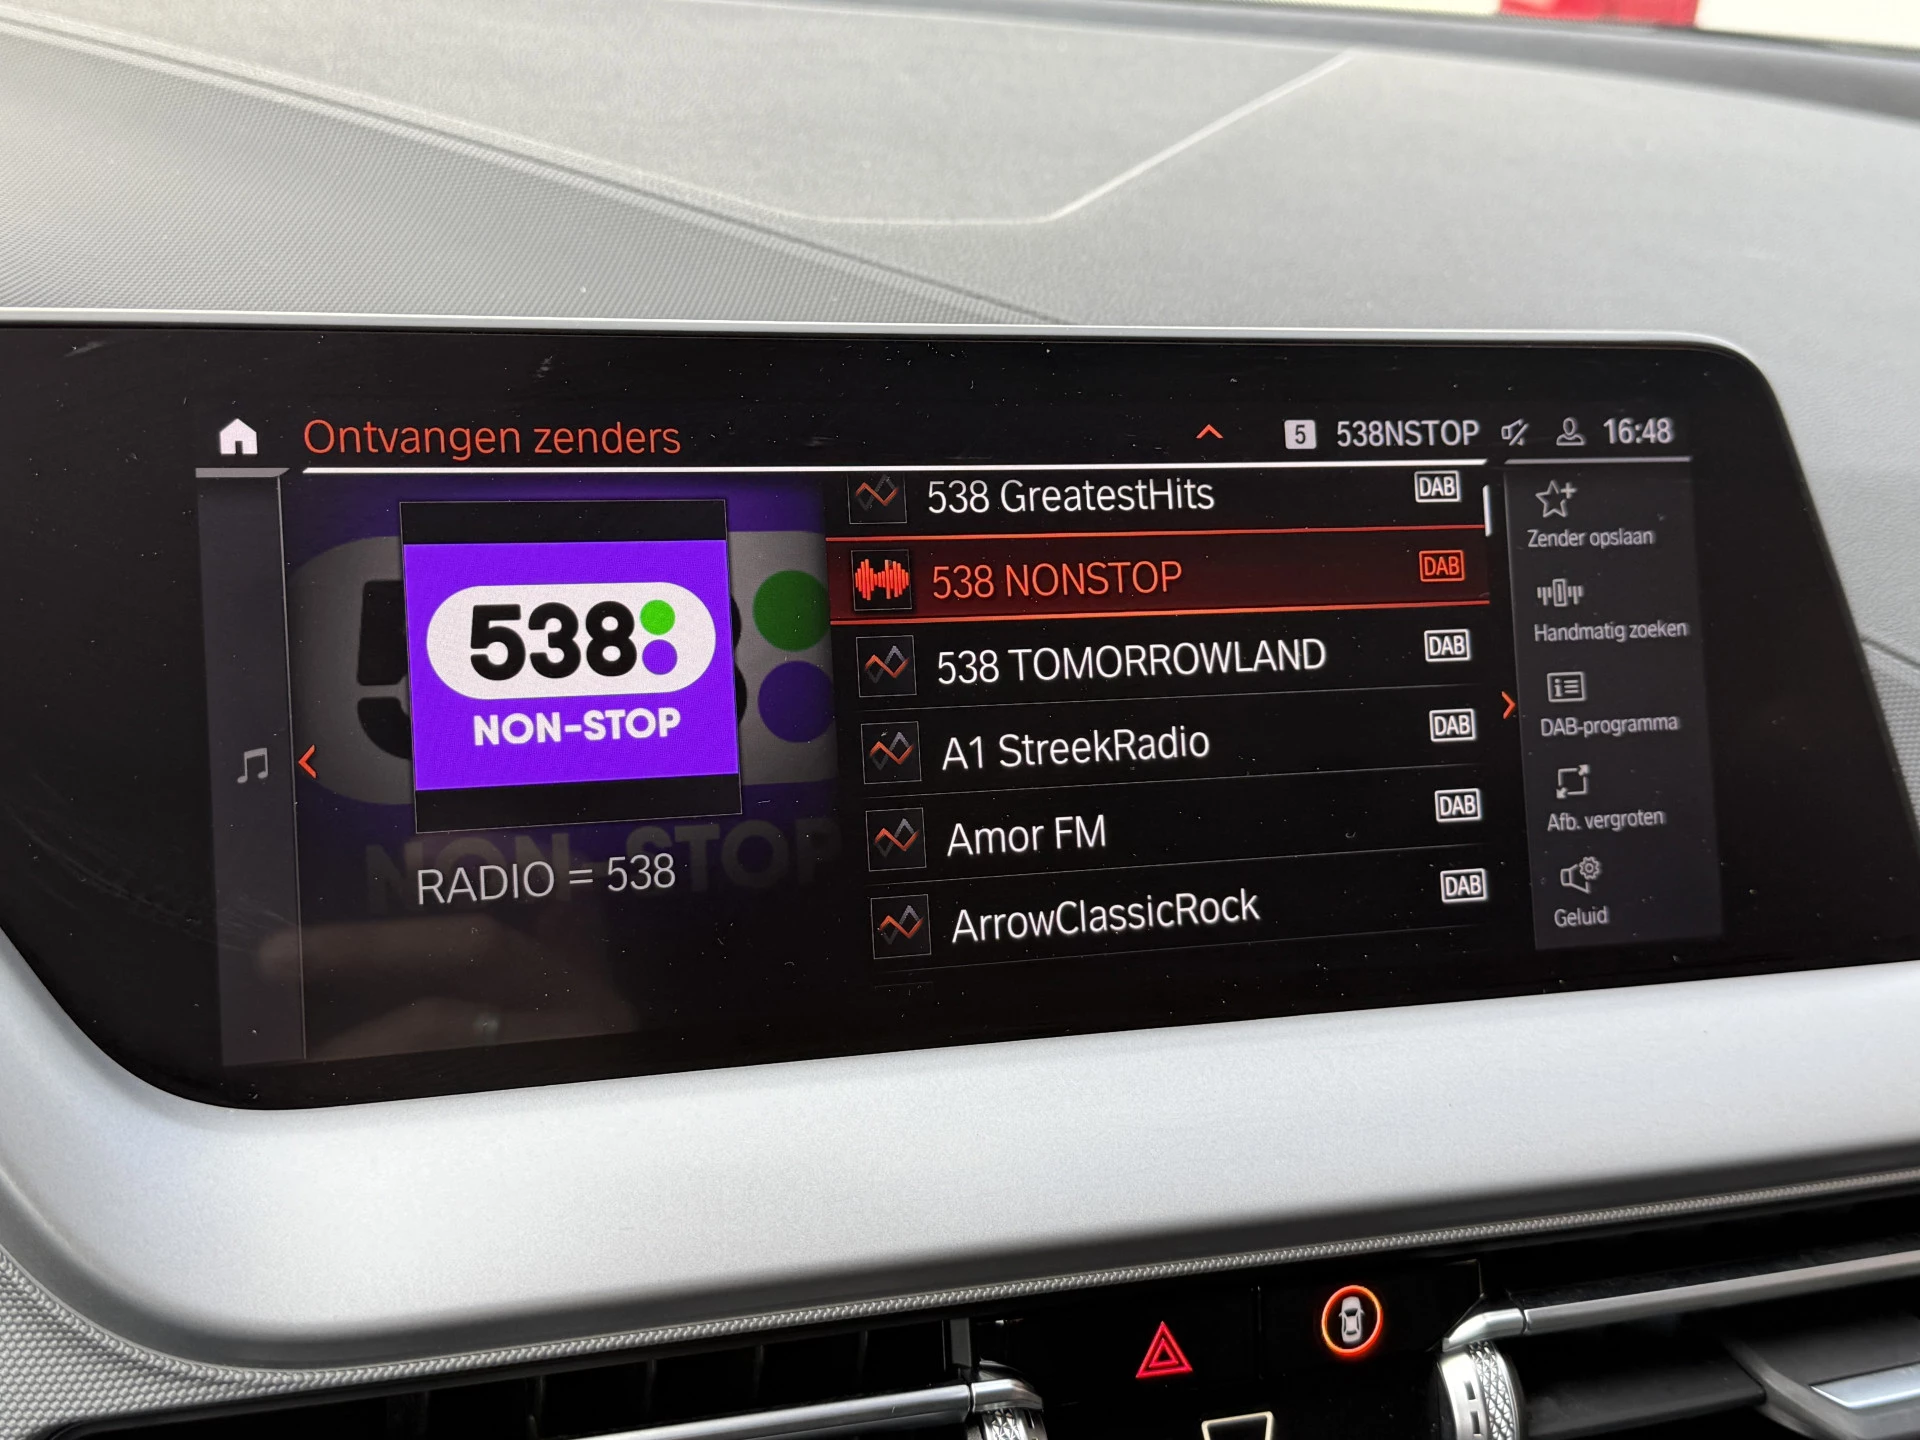 Ontvangen zenders
5 538NSTOP 16:48
538
NON-STOP
RADIO = 538
538 GreatestHits DAB
538 NONSTOP DAB
538 TOMORROWLAND DAB
A1 StreekRadio DAB
Amor FM DAB
ArrowClassicRock DAB
Zender opslaan
Handmatig zoeken
DAB-programma
Afb. vergroten
Geluid